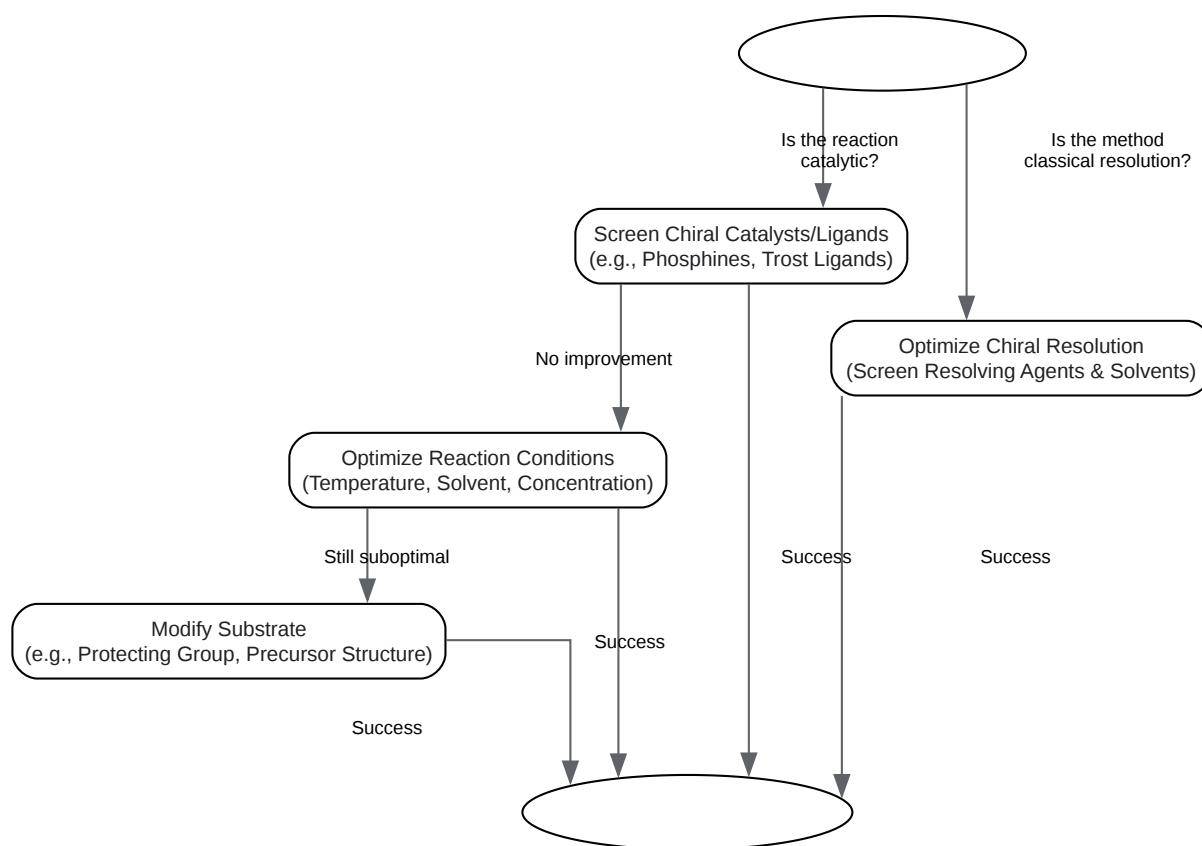 Is the reaction
catalytic?
Is the method
classical resolution?
Screen Chiral Catalysts/Ligands
(e.g., Phosphines, Trost Ligands)
Optimize Chiral Resolution
(Screen Resolving Agents & Solvents)
No improvement
Optimize Reaction Conditions
(Temperature, Solvent, Concentration)
Still suboptimal
Success
Success
Modify Substrate
(e.g., Protecting Group, Precursor Structure)
Success
Success